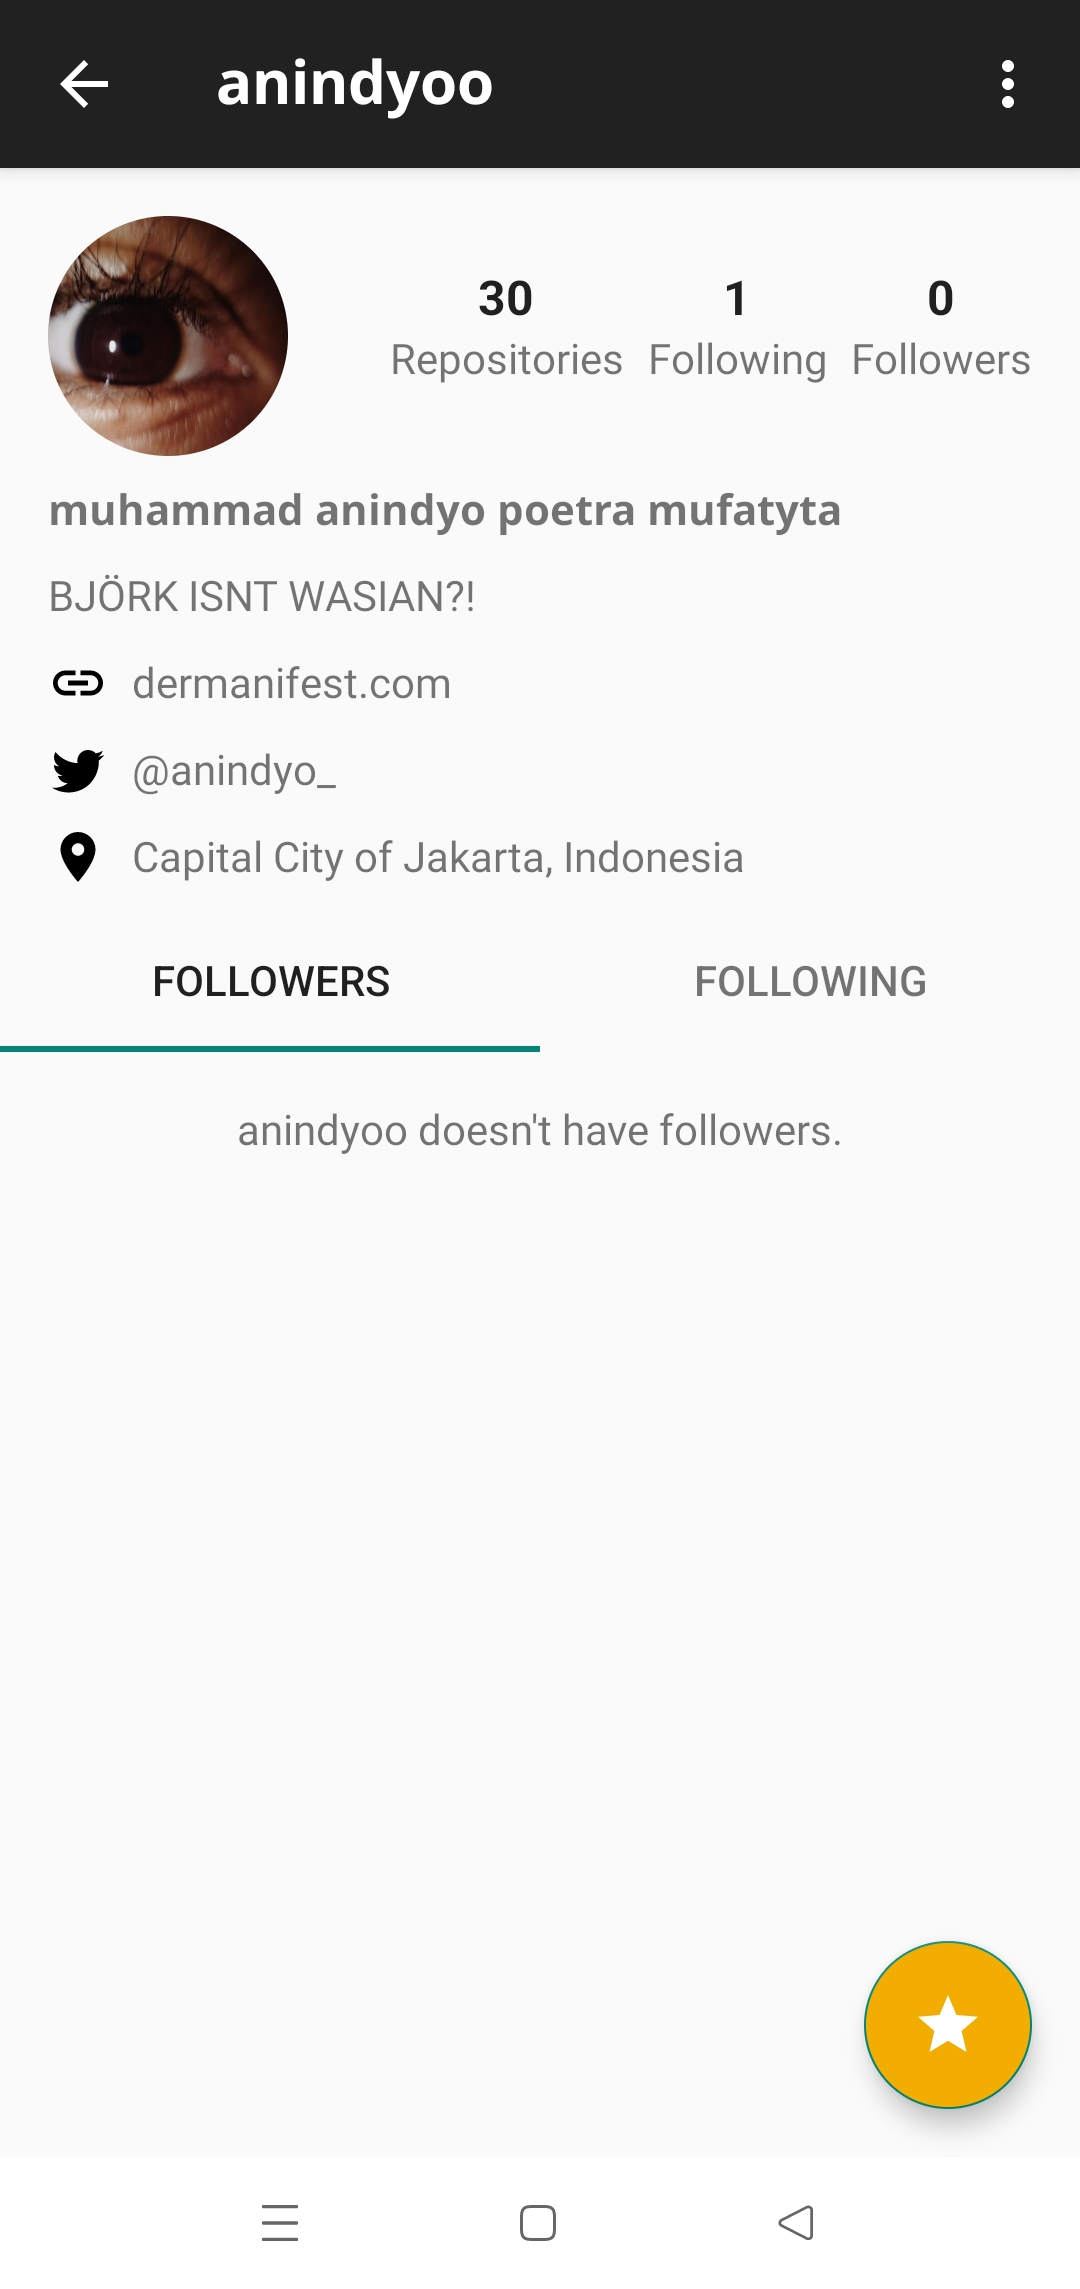 anindyoo
30 1 0
Repositories Following Followers
muhammad anindyo poetra mufatyta
BJÖRK ISNT WASIAN?!
dermanifest.com
@anindyo_
Capital City of Jakarta, Indonesia
FOLLOWERS FOLLOWING
anindyoo doesn't have followers.